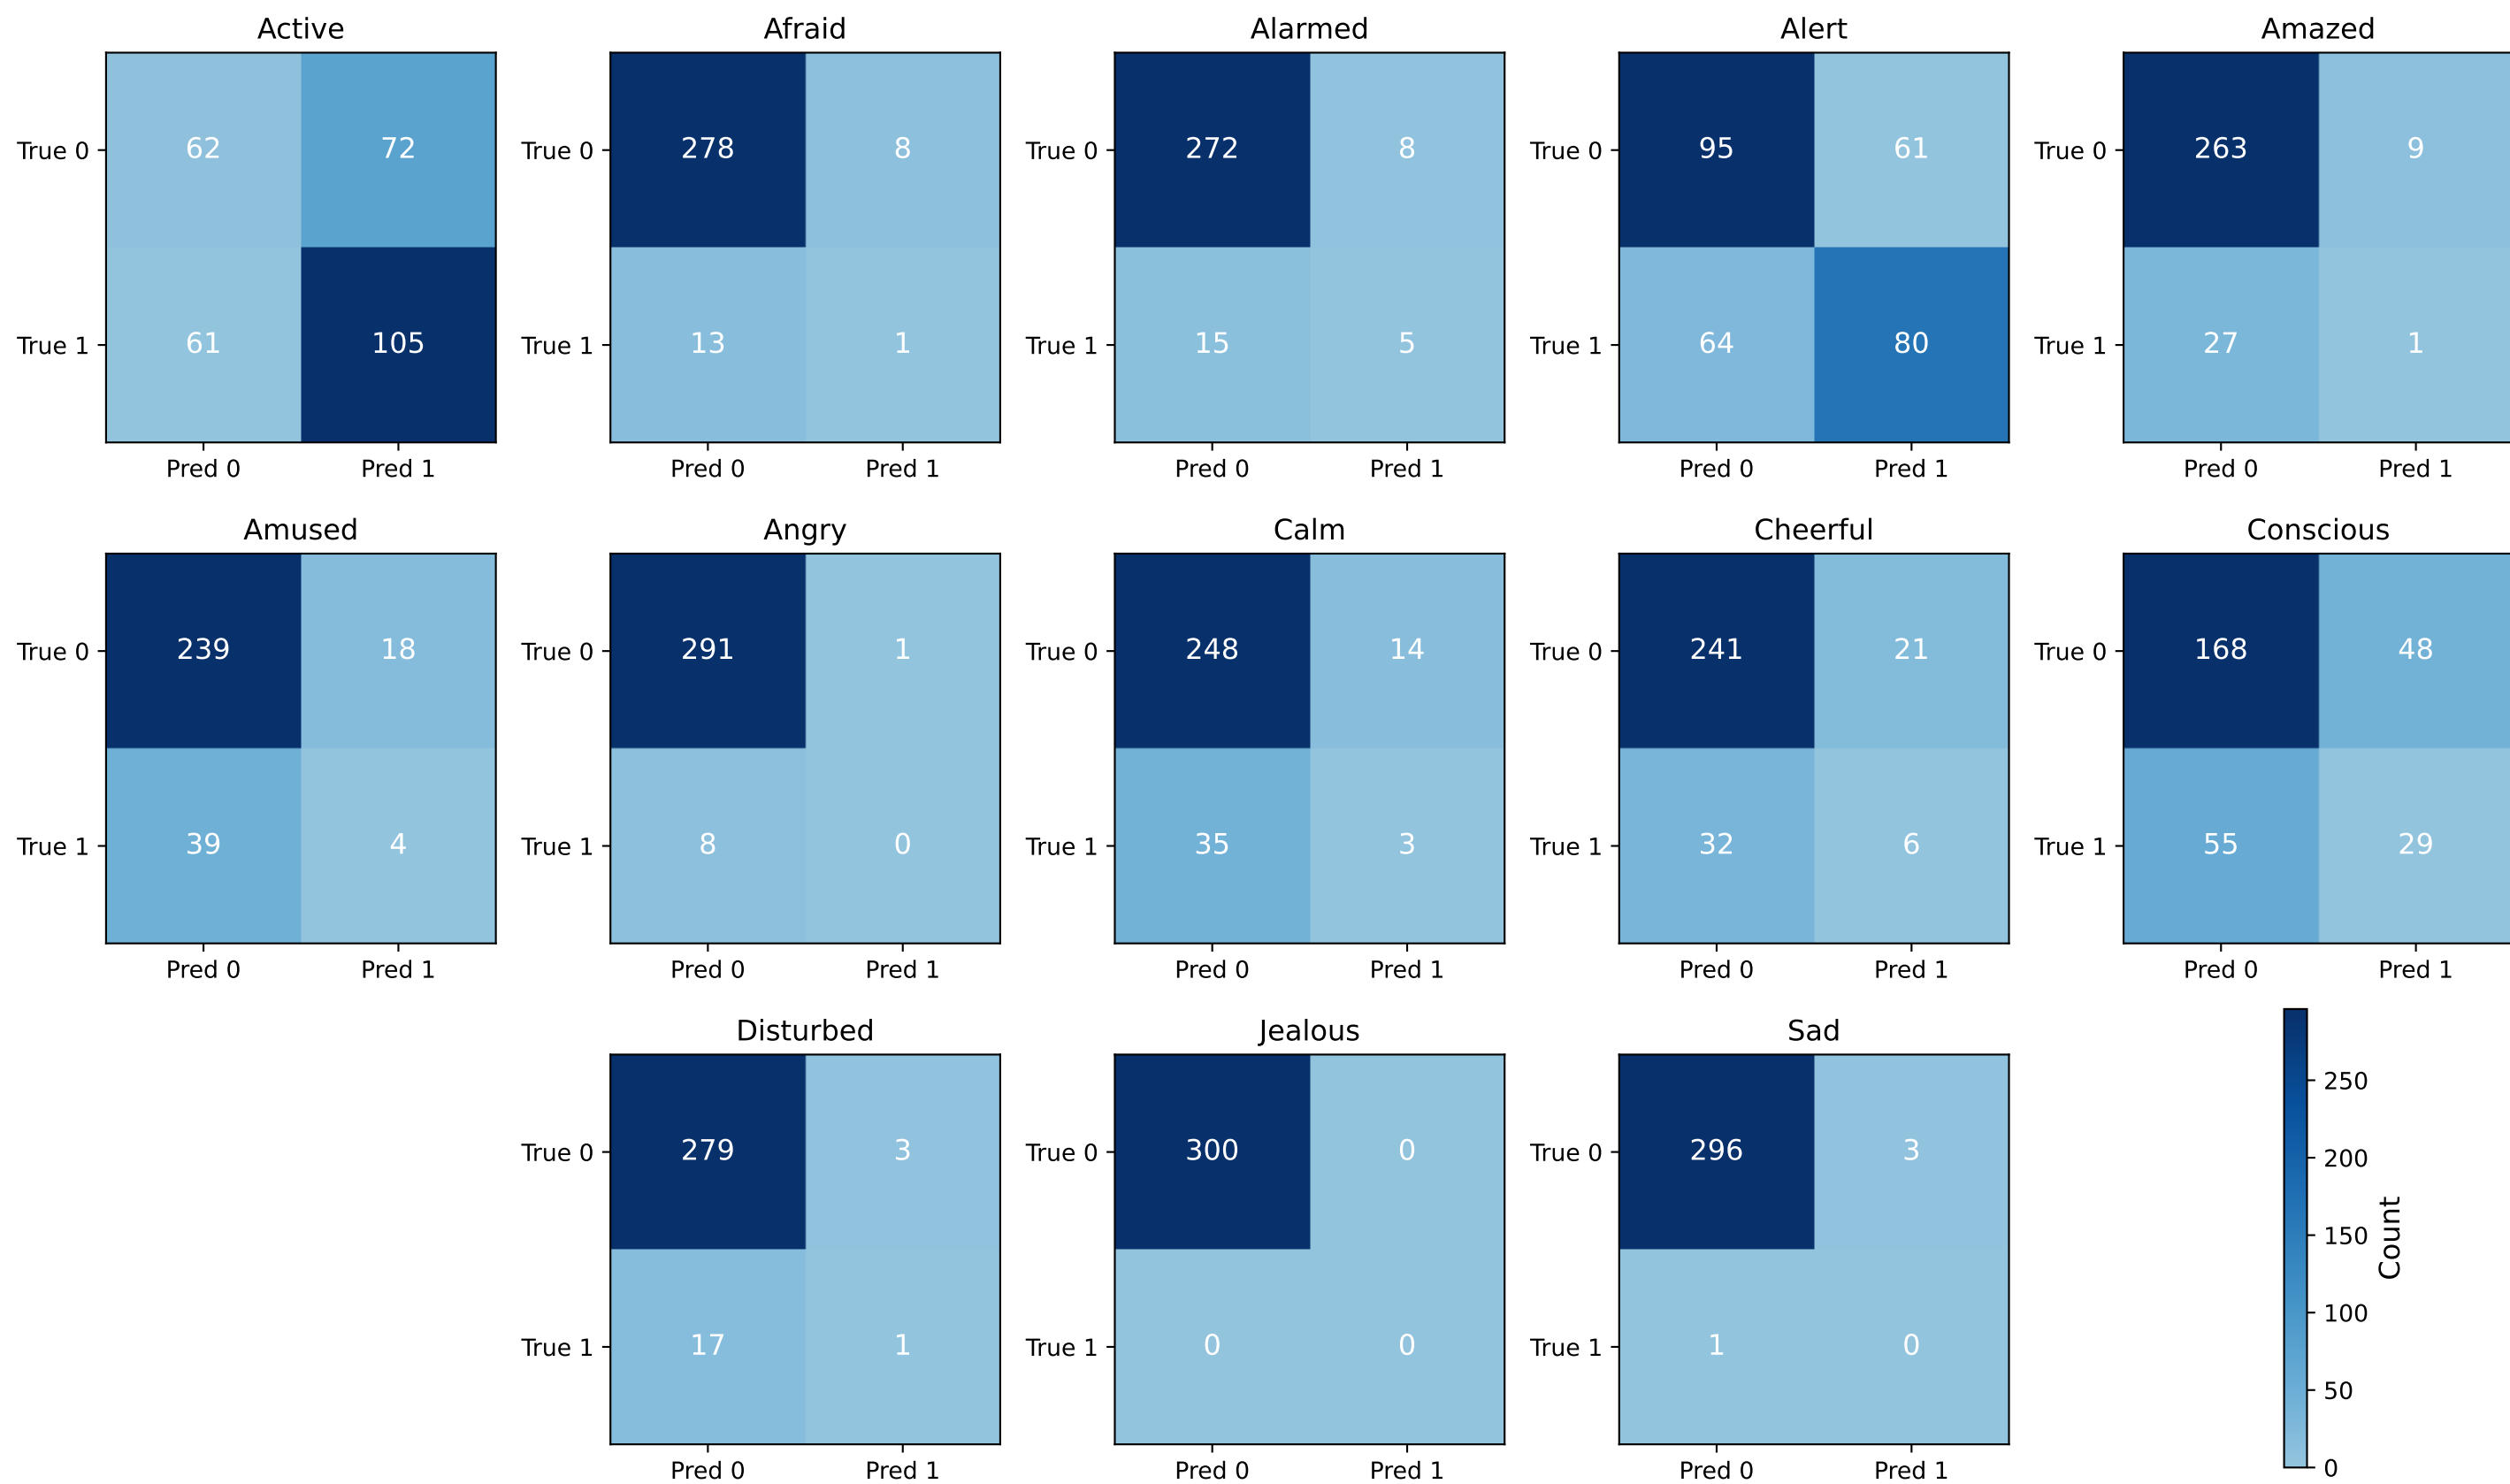 Active Afraid Alarmed Alert Amazed
True 0 62 72 True 0 278 8 True 0 272 8 True 0 95 61 True 0 263 9
True 1 61 105 True 1 13 1 True 1 15 5 True 1 64 80 True 1 27 1
Pred 0 Pred 1 Pred 0 Pred 1 Pred 0 Pred 1 Pred 0 Pred 1 Pred 0 Pred 1
Amused Angry Calm Cheerful Conscious
True 0 239 18 True 0 291 1 True 0 248 14 True 0 241 21 True 0 168 48
True 1 39 4 True 1 8 0 True 1 35 3 True 1 32 6 True 1 55 29
Pred 0 Pred 1 Pred 0 Pred 1 Pred 0 Pred 1 Pred 0 Pred 1 Pred 0 Pred 1
Disturbed Jealous Sad
True 0 279 3 True 0 300 0 True 0 296 3
True 1 17 1 True 1 0 0 True 1 1 0
Pred 0 Pred 1 Pred 0 Pred 1 Pred 0 Pred 1
250
200
150
100
50
0
Count